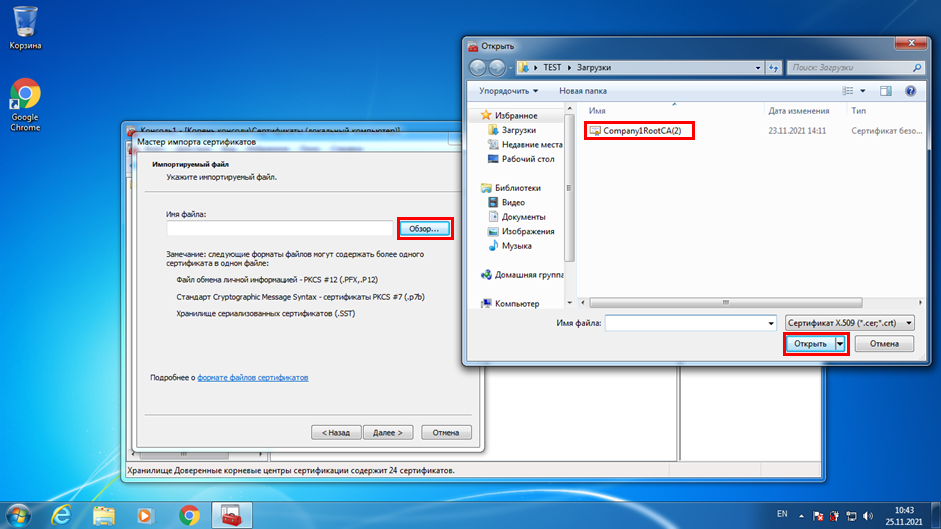 Корзина
Google
Chrome
Консоль1 - [Корень консоли\Сертификаты (локальный компьютер)]
Мастер импорта сертификатов
Импортируемый файл
Укажите импортируемый файл.
Имя файла:
Обзор...
Замечание: следующие форматы файлов могут содержать более одного
сертификата в одном файле:
Файл обмена личной информацией - PKCS #12 (.PFX,.P12)
Стандарт Cryptographic Message Syntax - сертификаты PKCS #7 (.p7b)
Хранилище сериализованных сертификатов (.SST)
Подробнее о формате файлов сертификатов
< Назад
Далее >
Отмена
Хранилище Доверенные корневые центры сертификации содержит 24 сертификатов.
Открыть
TEST
Загрузки
Поиск: Загрузки
Упорядочить
Новая папка
Избранное
Загрузки
Недавние места
Рабочий стол
Библиотеки
Видео
Документы
Изображения
Музыка
Домашняя группа
Компьютер
Имя
Дата изменения
Тип
Company1RootCA(2)
23.11.2021 14:11
Сертификат безо...
Имя файла:
Сертификат X.509 (*.cer;*.crt)
Открыть
Отмена
EN
10:43
25.11.2021